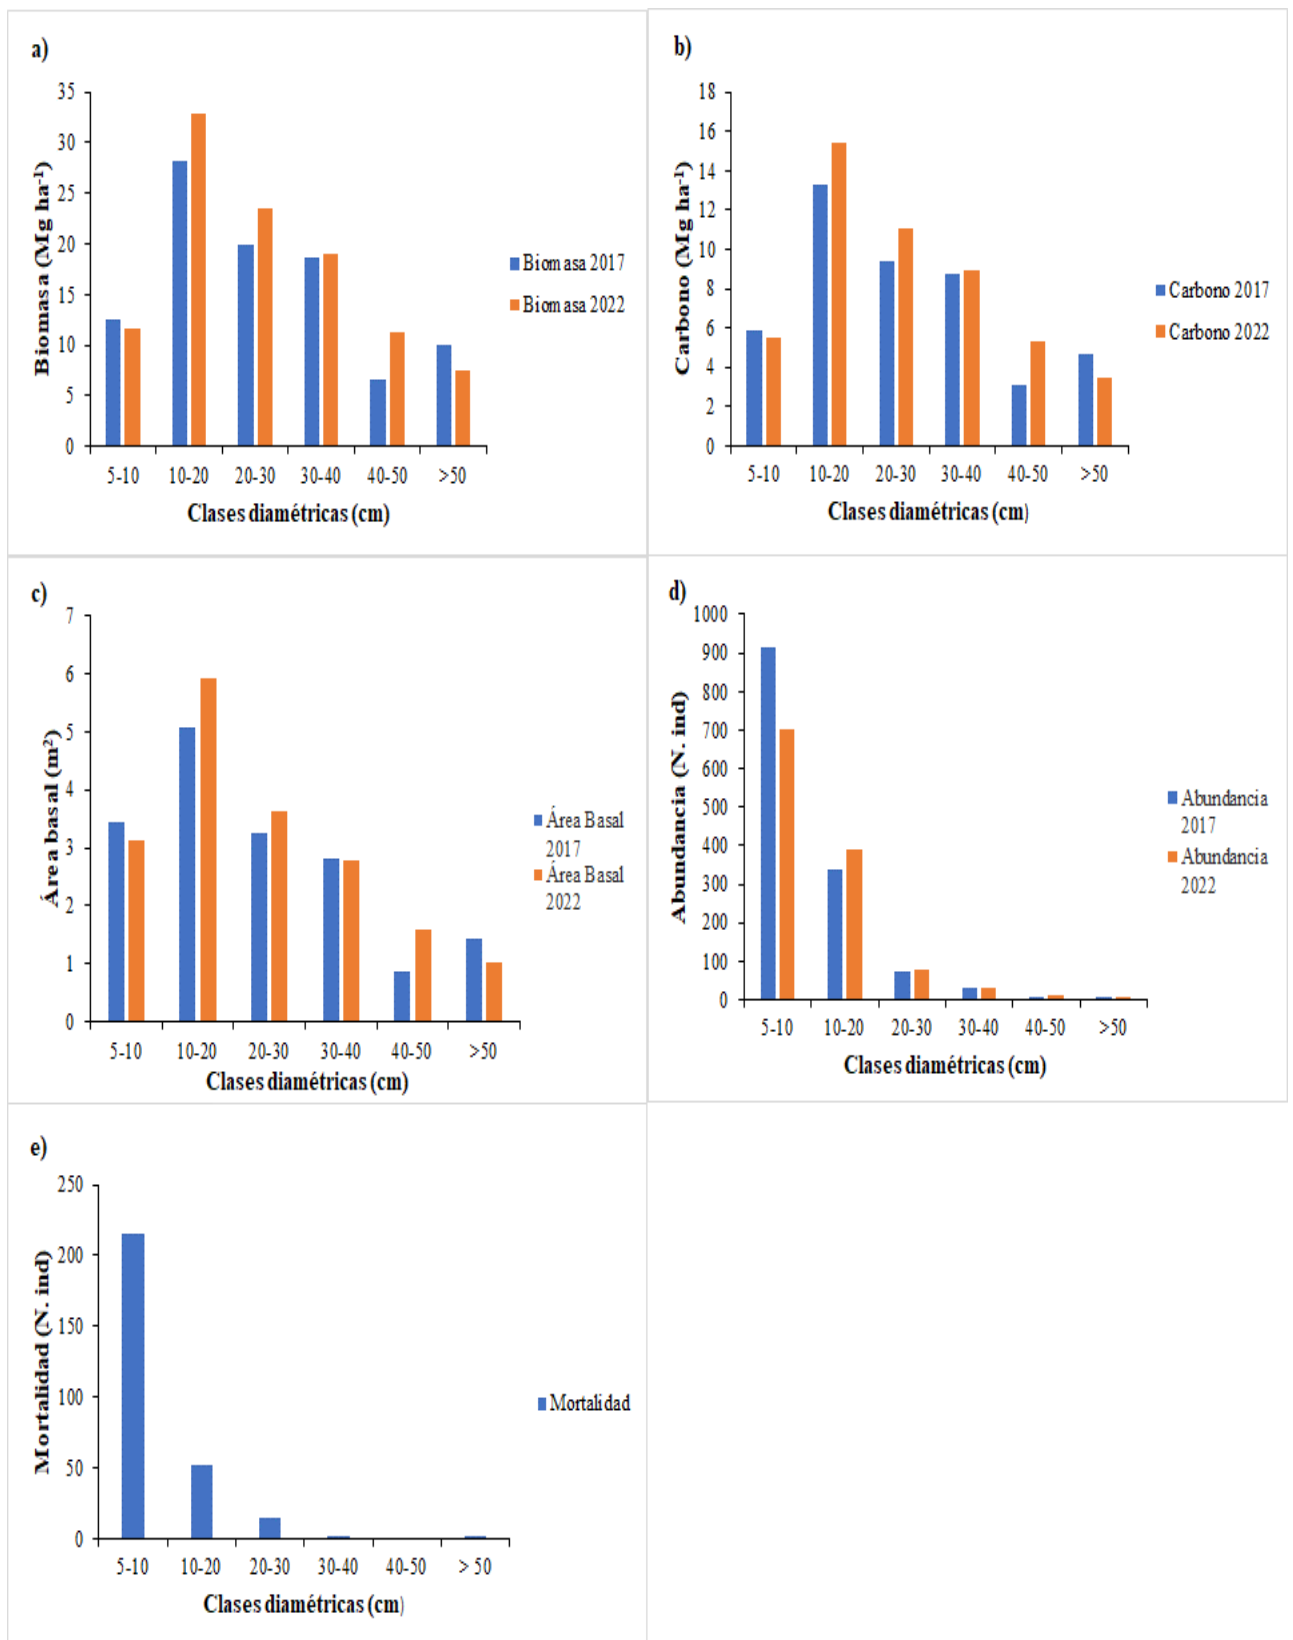 a)
35
30
25
20
15
10
5
0
Biomasa (Mg ha⁻¹)
5-10 10-20 20-30 30-40 40-50 >50
Clases diamétricas (cm)
Biomasa 2017
Biomasa 2022
b)
18
16
14
12
10
8
6
4
2
0
Carbono (Mg ha⁻¹)
5-10 10-20 20-30 30-40 40-50 >50
Clases diamétricas (cm)
Carbono 2017
Carbono 2022
c)
7
6
5
4
3
2
1
0
Área basal (m²)
5-10 10-20 20-30 30-40 40-50 >50
Clases diamétricas (cm)
Área Basal
2017
Área Basal
2022
d)
1000
900
800
700
600
500
400
300
200
100
0
Abundancia (N. ind)
5-10 10-20 20-30 30-40 40-50 >50
Clases diamétricas (cm)
Abundancia
2017
Abundancia
2022
e)
250
200
150
100
50
0
Mortalidad (N. ind)
5-10 10-20 20-30 30-40 40-50 > 50
Clases diamétricas (cm)
Mortalidad